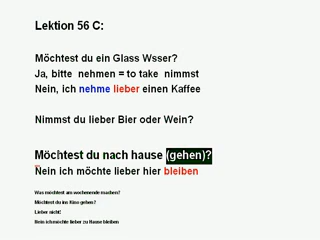 Lektion 56 C:
Möchtest du ein Glass Wsser?
Ja, bitte nehmen = to take nimmst
Nein, ich nehme lieber einen Kaffee
Nimmst du lieber Bier oder Wein?
Möchtest du nach hause (gehen)?
Nein ich möchte lieber hier bleiben
Was möchtent am wochenende machen?
Möchtest du ins Kino gehen?
Lieber nicht!
Nein ich möchte lieber zu Hause bleiben